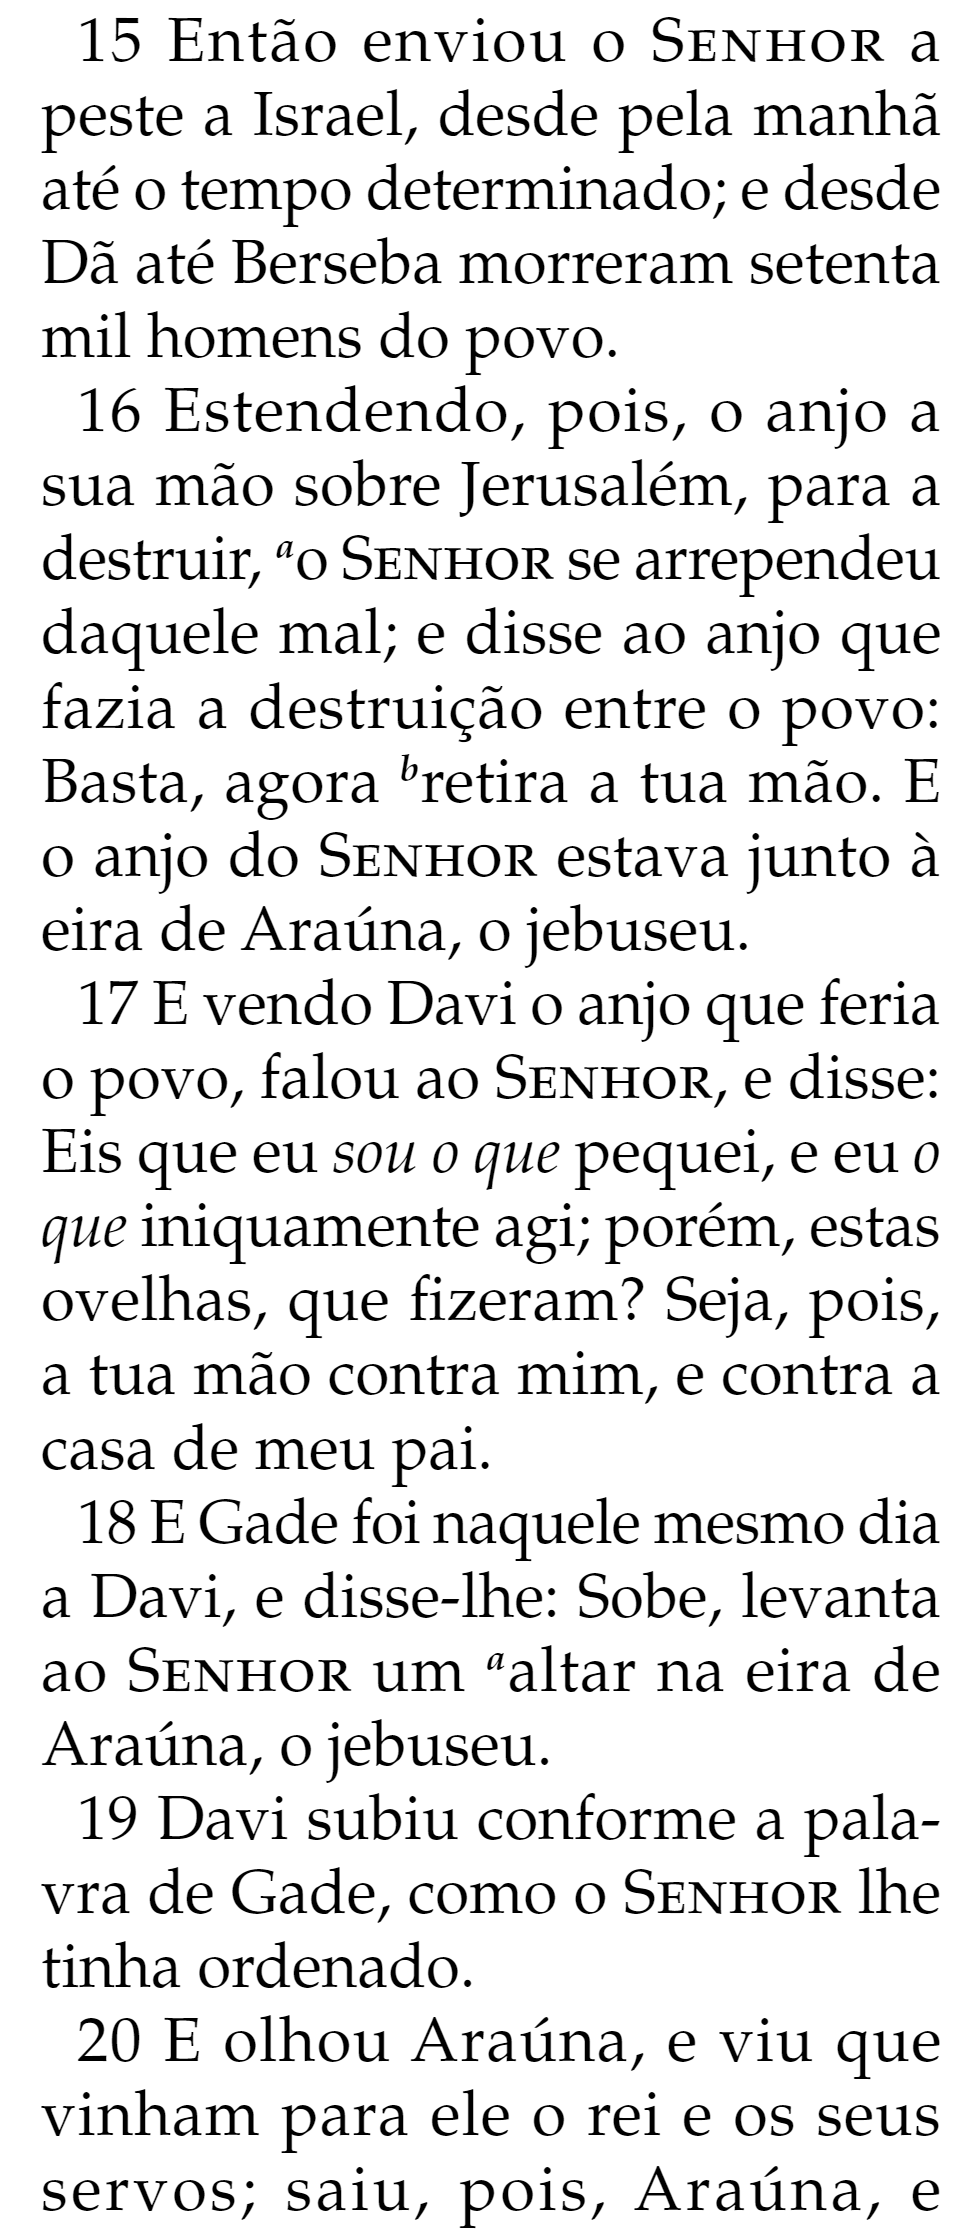 15 Então enviou o SENHOR a
peste a Israel, desde pela manhã
até o tempo determinado; e desde
Dã até Berseba morreram setenta
mil homens do povo.
16 Estendendo, pois, o anjo a
sua mão sobre Jerusalém, para a
destruir, ᵃo SENHOR se arrependeu
daquele mal; e disse ao anjo que
fazia a destruição entre o povo:
Basta, agora ᵇretira a tua mão. E
o anjo do SENHOR estava junto à
eira de Araúna, o jebuseu.
17 E vendo Davi o anjo que feria
o povo, falou ao SENHOR, e disse:
Eis que eu sou o que pequei, e eu o
que iniquamente agi; porém, estas
ovelhas, que fizeram? Seja, pois,
a tua mão contra mim, e contra a
casa de meu pai.
18 E Gade foi naquele mesmo dia
a Davi, e disse-lhe: Sobe, levanta
ao SENHOR um ᵃaltar na eira de
Araúna, o jebuseu.
19 Davi subiu conforme a pala-
vra de Gade, como o SENHOR lhe
tinha ordenado.
20 E olhou Araúna, e viu que
vinham para ele o rei e os seus
servos; saiu, pois, Araúna, e